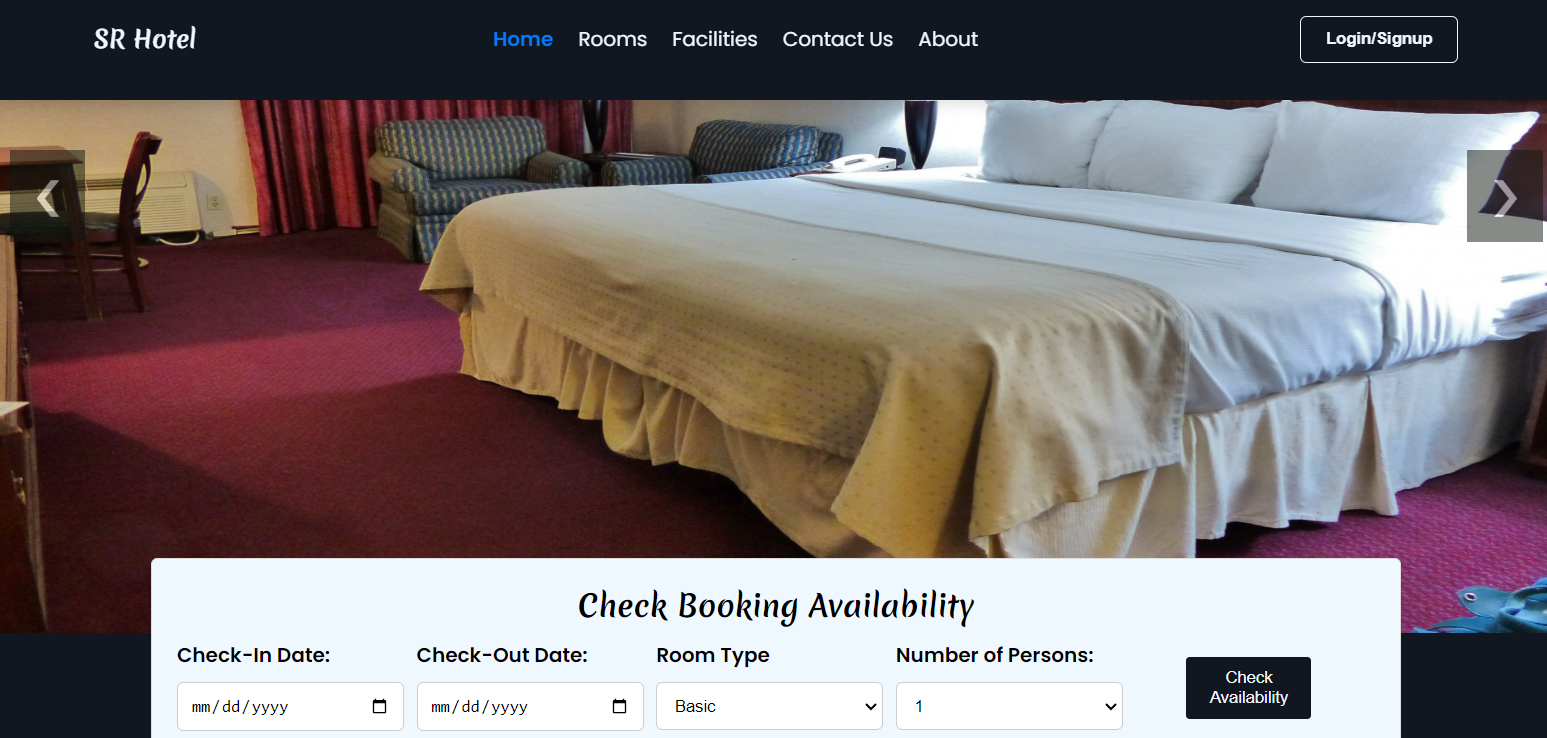 SR Hotel
Home Rooms Facilities Contact Us About
Login/Signup
❮ ❯
Check Booking Availability
Check-In Date: Check-Out Date: Room Type Number of Persons:
mm/dd/yyyy mm/dd/yyyy Basic 1
Check
Availability